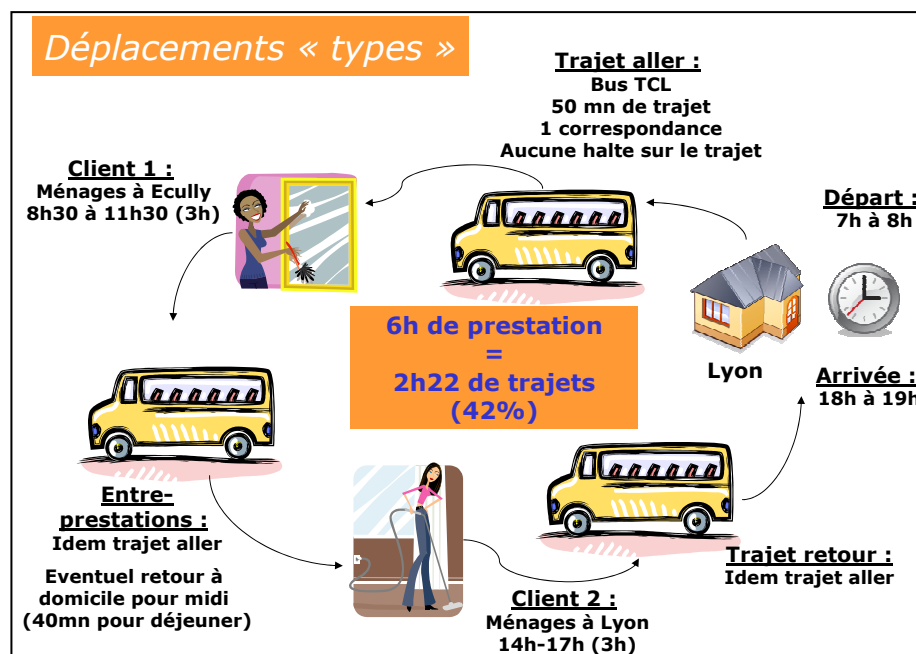 Déplacements « types »
Trajet aller :
Bus TCL
50 mn de trajet
1 correspondance
Aucune halte sur le trajet
Client 1 :
Ménages à Ecully
8h30 à 11h30 (3h)
Départ :
7h à 8h
6h de prestation
=
2h22 de trajets
(42%)
Lyon
Arrivée :
18h à 19h
Entre-
prestations :
Idem trajet aller
Eventuel retour à
domicile pour midi
(40mn pour déjeuner)
Client 2 :
Ménages à Lyon
14h-17h (3h)
Trajet retour :
Idem trajet aller